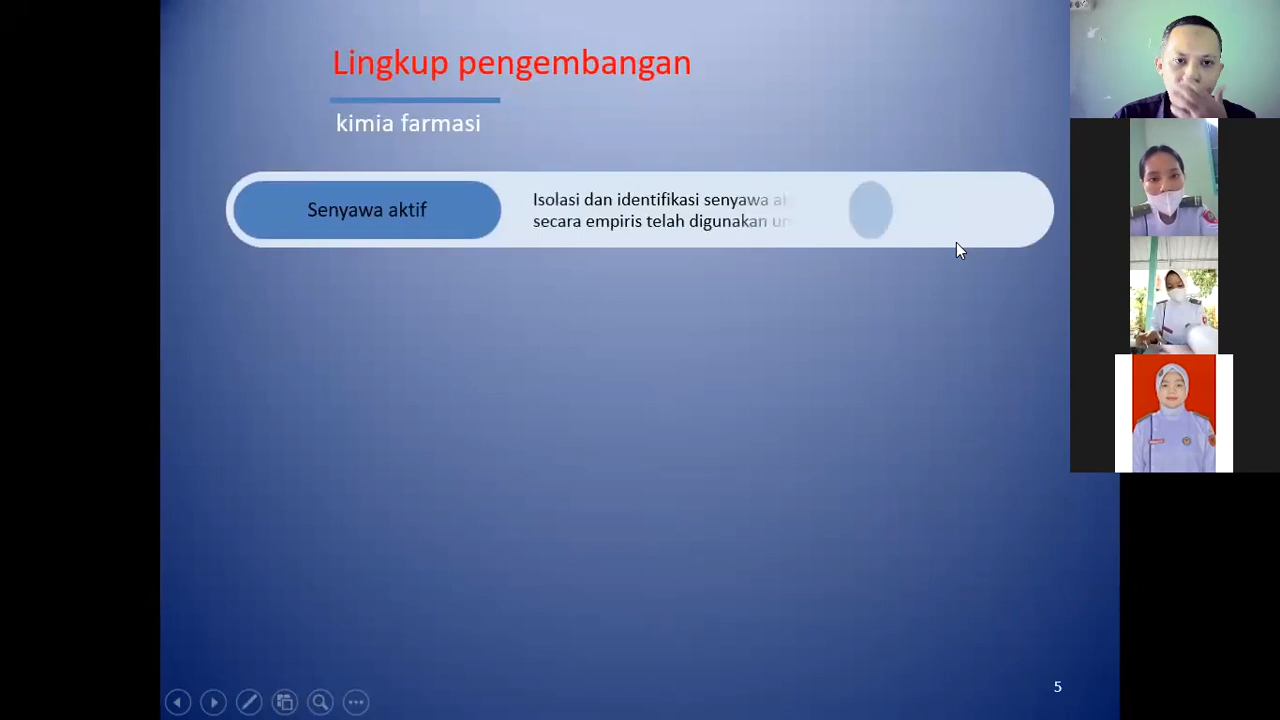 Lingkup pengembangan
kimia farmasi
Senyawa aktif
Isolasi dan identifikasi senyawa
secara empiris telah digunakan
5